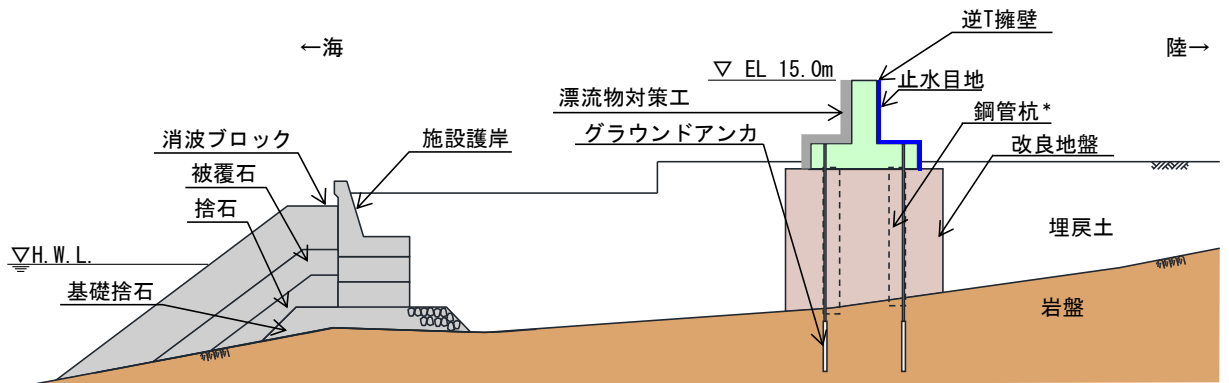 ←海
陸→
逆T擁壁
▽ EL 15.0m
止水目地
漂流物対策工
鋼管杭*
グラウンドアンカ
改良地盤
消波ブロック
施設護岸
被覆石
捨石
埋戻土
▽H.W.L.
基礎捨石
岩盤